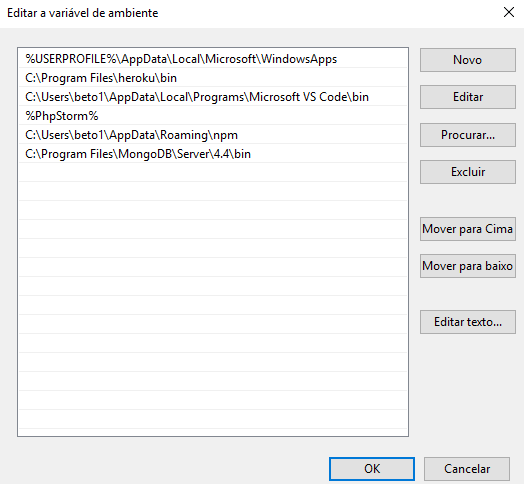 Editar a variável de ambiente
%USERPROFILE%\AppData\Local\Microsoft\WindowsApps
C:\Program Files\heroku\bin
C:\Users\beto1\AppData\Local\Programs\Microsoft VS Code\bin
%PhpStorm%
C:\Users\beto1\AppData\Roaming\npm
C:\Program Files\MongoDB\Server\4.4\bin
Novo
Editar
Procurar...
Excluir
Mover para Cima
Mover para baixo
Editar texto...
OK
Cancelar